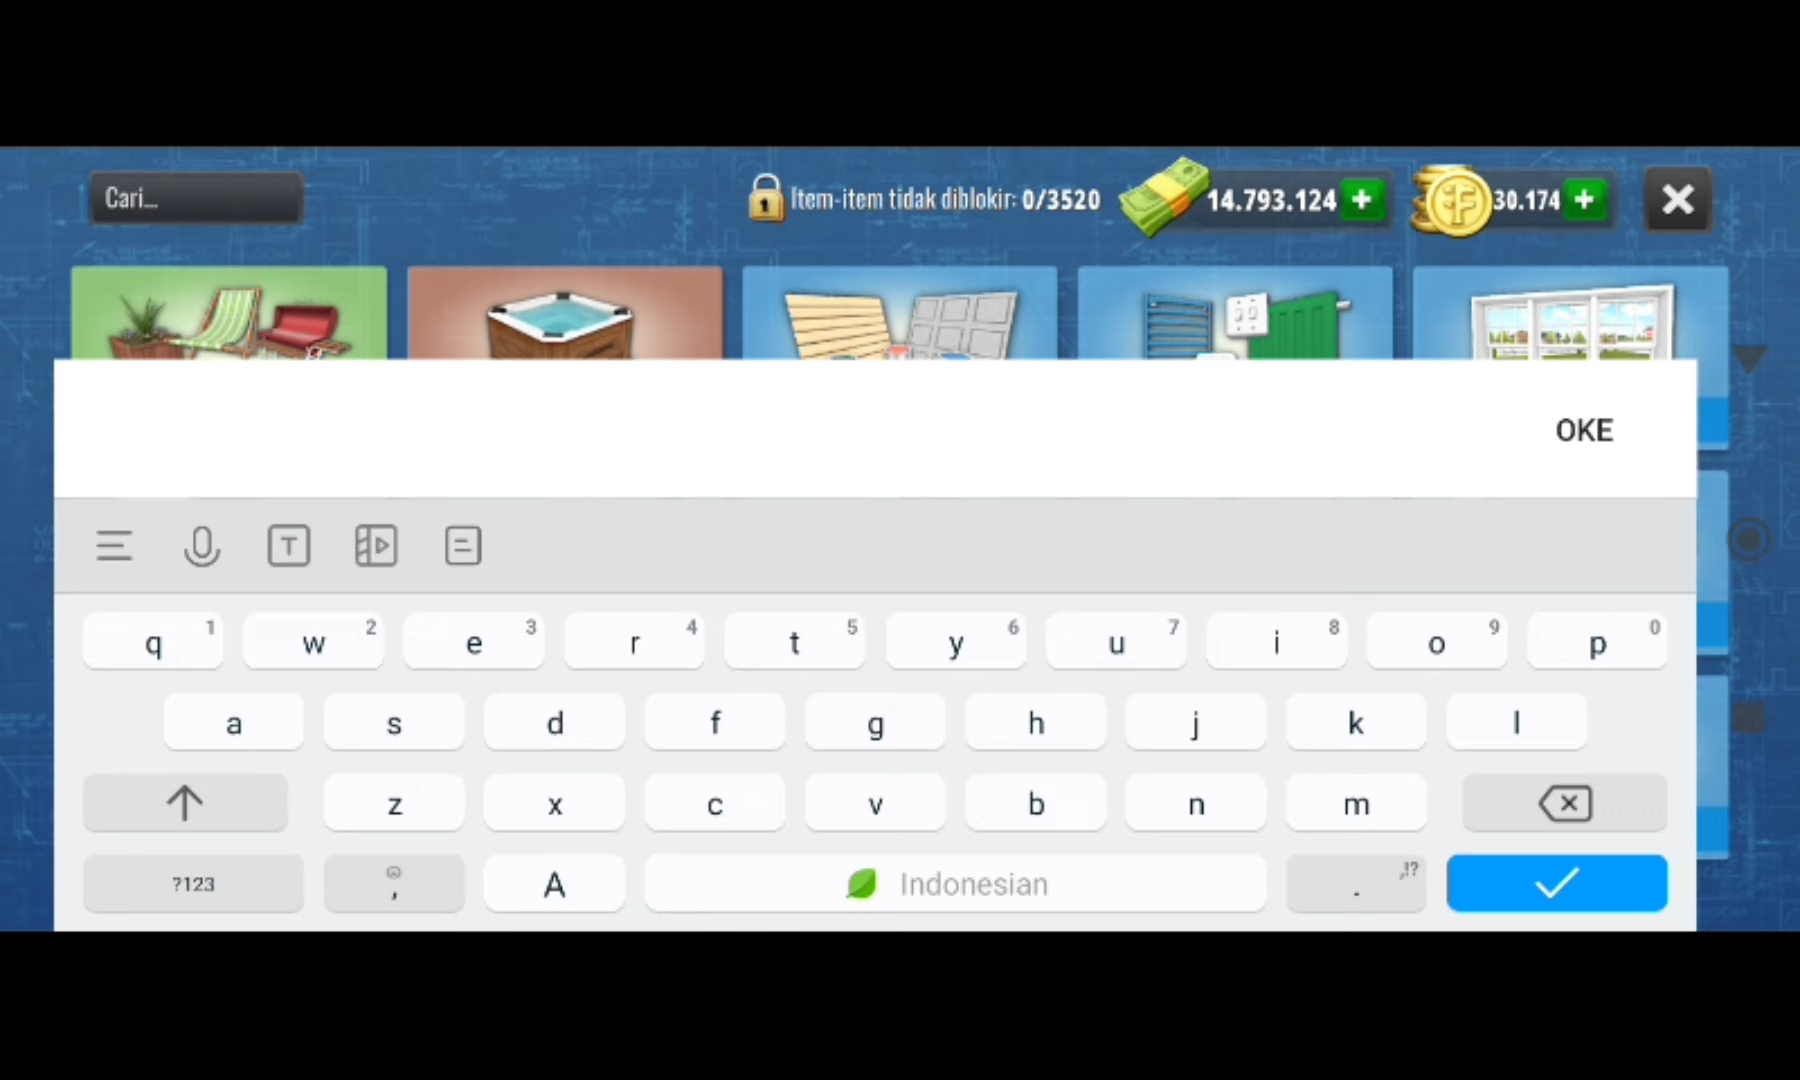 Cari...
Item-item tidak diblokir: 0/3520
14.793.124
30.174
OKE
q 1 w 2 e 3 r 4 t 5 y 6 u 7 i 8 o 9 p 0
a s d f g h j k l
z x c v b n m
?123 , A Indonesian . ,!?